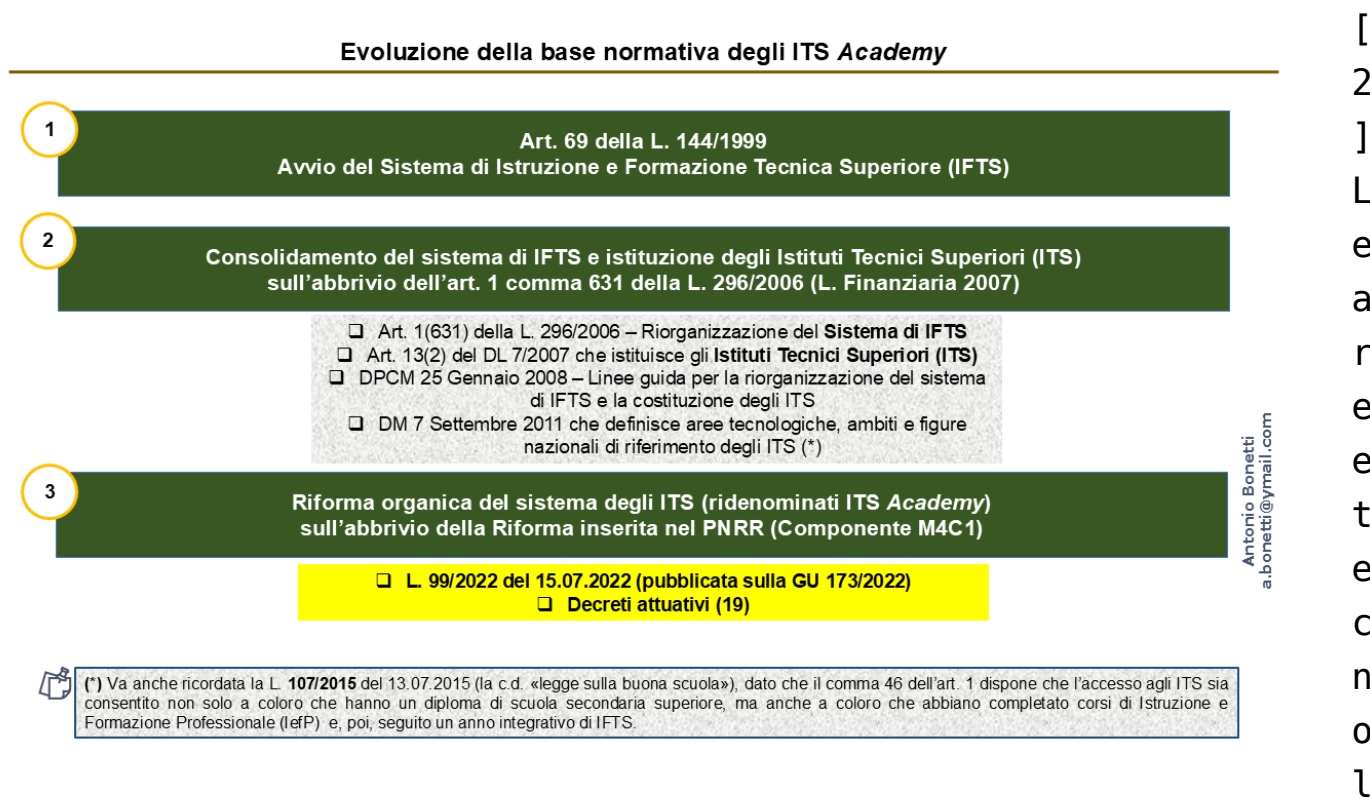 Evoluzione della base normativa degli ITS Academy
1
Art. 69 della L. 144/1999
Avvio del Sistema di Istruzione e Formazione Tecnica Superiore (IFTS)
2
Consolidamento del sistema di IFTS e istituzione degli Istituti Tecnici Superiori (ITS)
sull’abbrivio dell’art. 1 comma 631 della L. 296/2006 (L. Finanziaria 2007)
❑ Art. 1(631) della L. 296/2006 – Riorganizzazione del Sistema di IFTS
❑ Art. 13(2) del DL 7/2007 che istituisce gli Istituti Tecnici Superiori (ITS)
❑ DPCM 25 Gennaio 2008 – Linee guida per la riorganizzazione del sistema
di IFTS e la costituzione degli ITS
❑ DM 7 Settembre 2011 che definisce aree tecnologiche, ambiti e figure
nazionali di riferimento degli ITS (*)
3
Riforma organica del sistema degli ITS (ridenominati ITS Academy)
sull’abbrivio della Riforma inserita nel PNRR (Componente M4C1)
❑ L. 99/2022 del 15.07.2022 (pubblicata sulla GU 173/2022)
❑ Decreti attuativi (19)
(*) Va anche ricordata la L. 107/2015 del 13.07.2015 (la c.d. «legge sulla buona scuola»), dato che il comma 46 dell’art. 1 dispone che l’accesso agli ITS sia
consentito non solo a coloro che hanno un diploma di scuola secondaria superiore, ma anche a coloro che abbiano completato corsi di Istruzione e
Formazione Professionale (IefP) e, poi, seguito un anno integrativo di IFTS.
Antonio Bonetti
a.bonetti@ymail.com
[
2
]
L
e
a
r
e
e
t
e
c
n
o
l